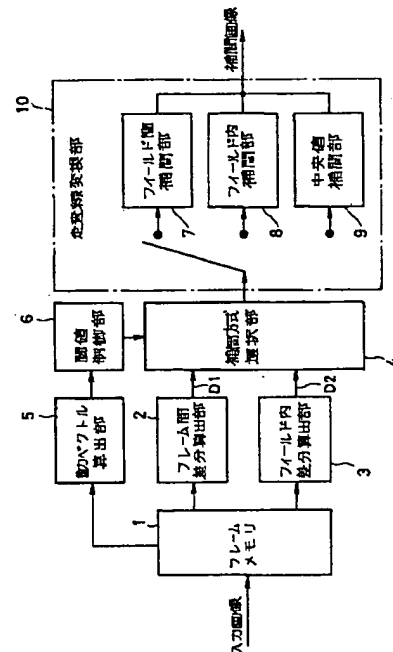 入力画像
1
フレーム
メモリ
5
動ベクトル
算出部
2
フレーム間
差分算出部
フィールド内
差分算出部
3
6
閾値
制御部
D1
D2
補間方式
選択部
4
10
走査線変換部
フィールド間
補間部
7
フィールド内
補間部
8
中央値
補間部
9
補間画像